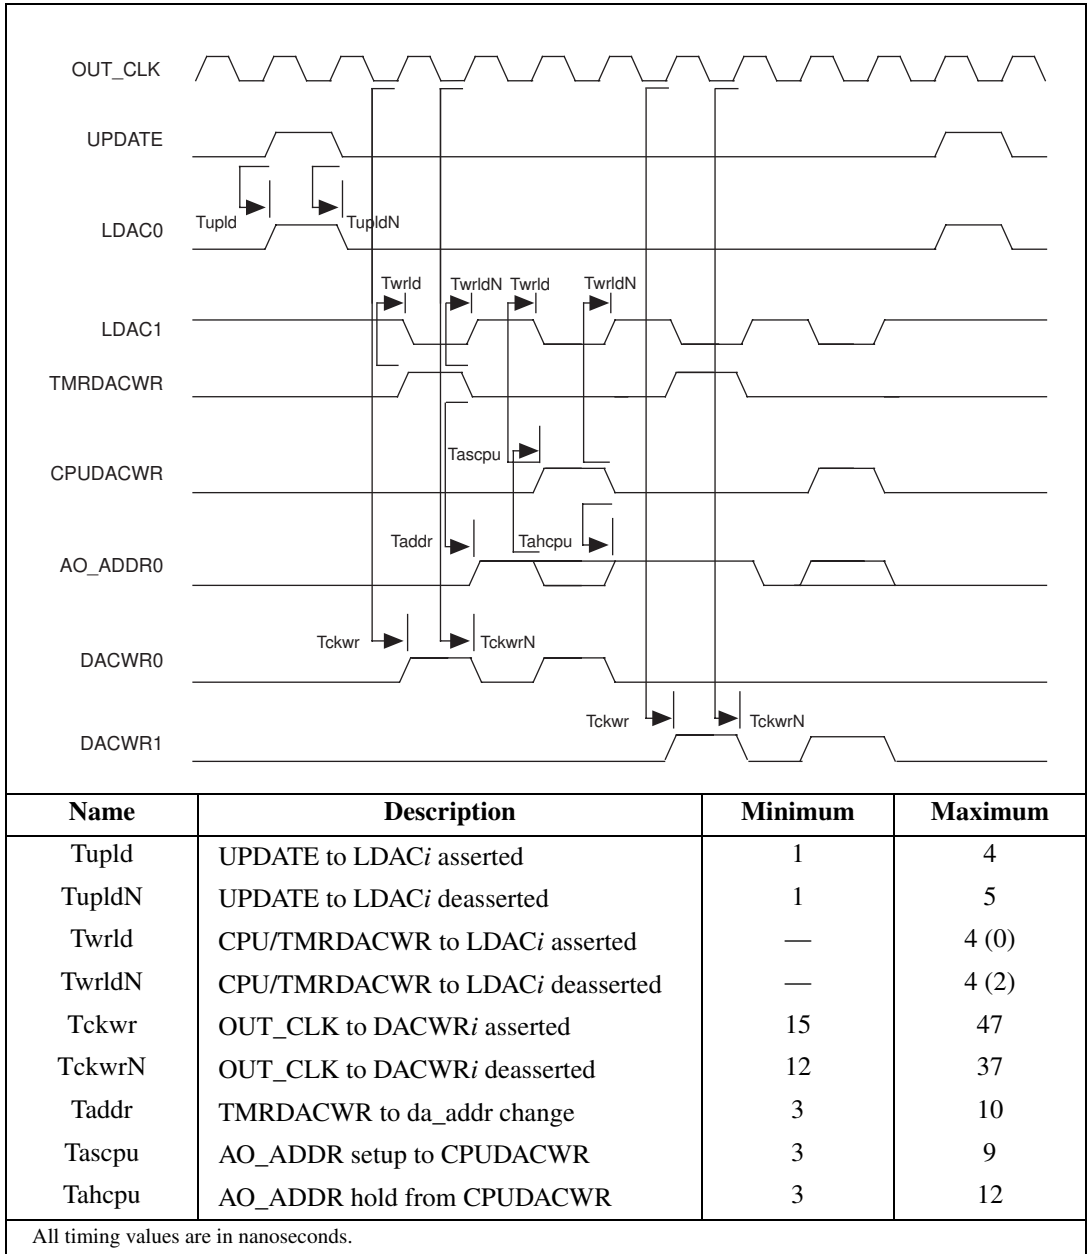 OUT_CLK
UPDATE
Tupld TupldN
LDAC0
Twrld TwrldN Twrld TwrldN
LDAC1
TMRDACWR
Tascpu
CPUDACWR
Taddr Tahcpu
AO_ADDR0
Tckwr TckwrN
DACWR0
Tckwr TckwrN
DACWR1
Name Description Minimum Maximum
Tupld UPDATE to LDACi asserted 1 4
TupldN UPDATE to LDACi deasserted 1 5
Twrld CPU/TMRDACWR to LDACi asserted — 4 (0)
TwrldN CPU/TMRDACWR to LDACi deasserted — 4 (2)
Tckwr OUT_CLK to DACWRi asserted 15 47
TckwrN OUT_CLK to DACWRi deasserted 12 37
Taddr TMRDACWR to da_addr change 3 10
Tascpu AO_ADDR setup to CPUDACWR 3 9
Tahcpu AO_ADDR hold from CPUDACWR 3 12
All timing values are in nanoseconds.